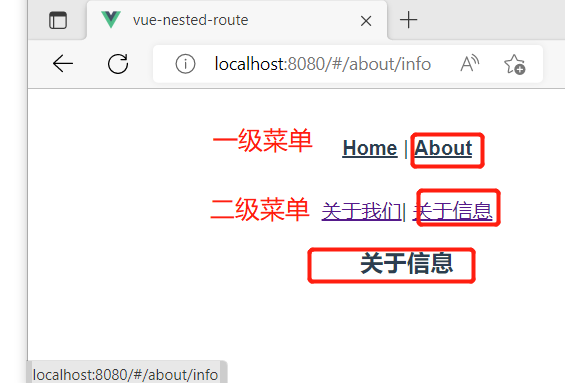 vue-nested-route
localhost:8080/#/about/info
一级菜单 Home | About
二级菜单 关于我们| 关于信息
关于信息
localhost:8080/#/about/info